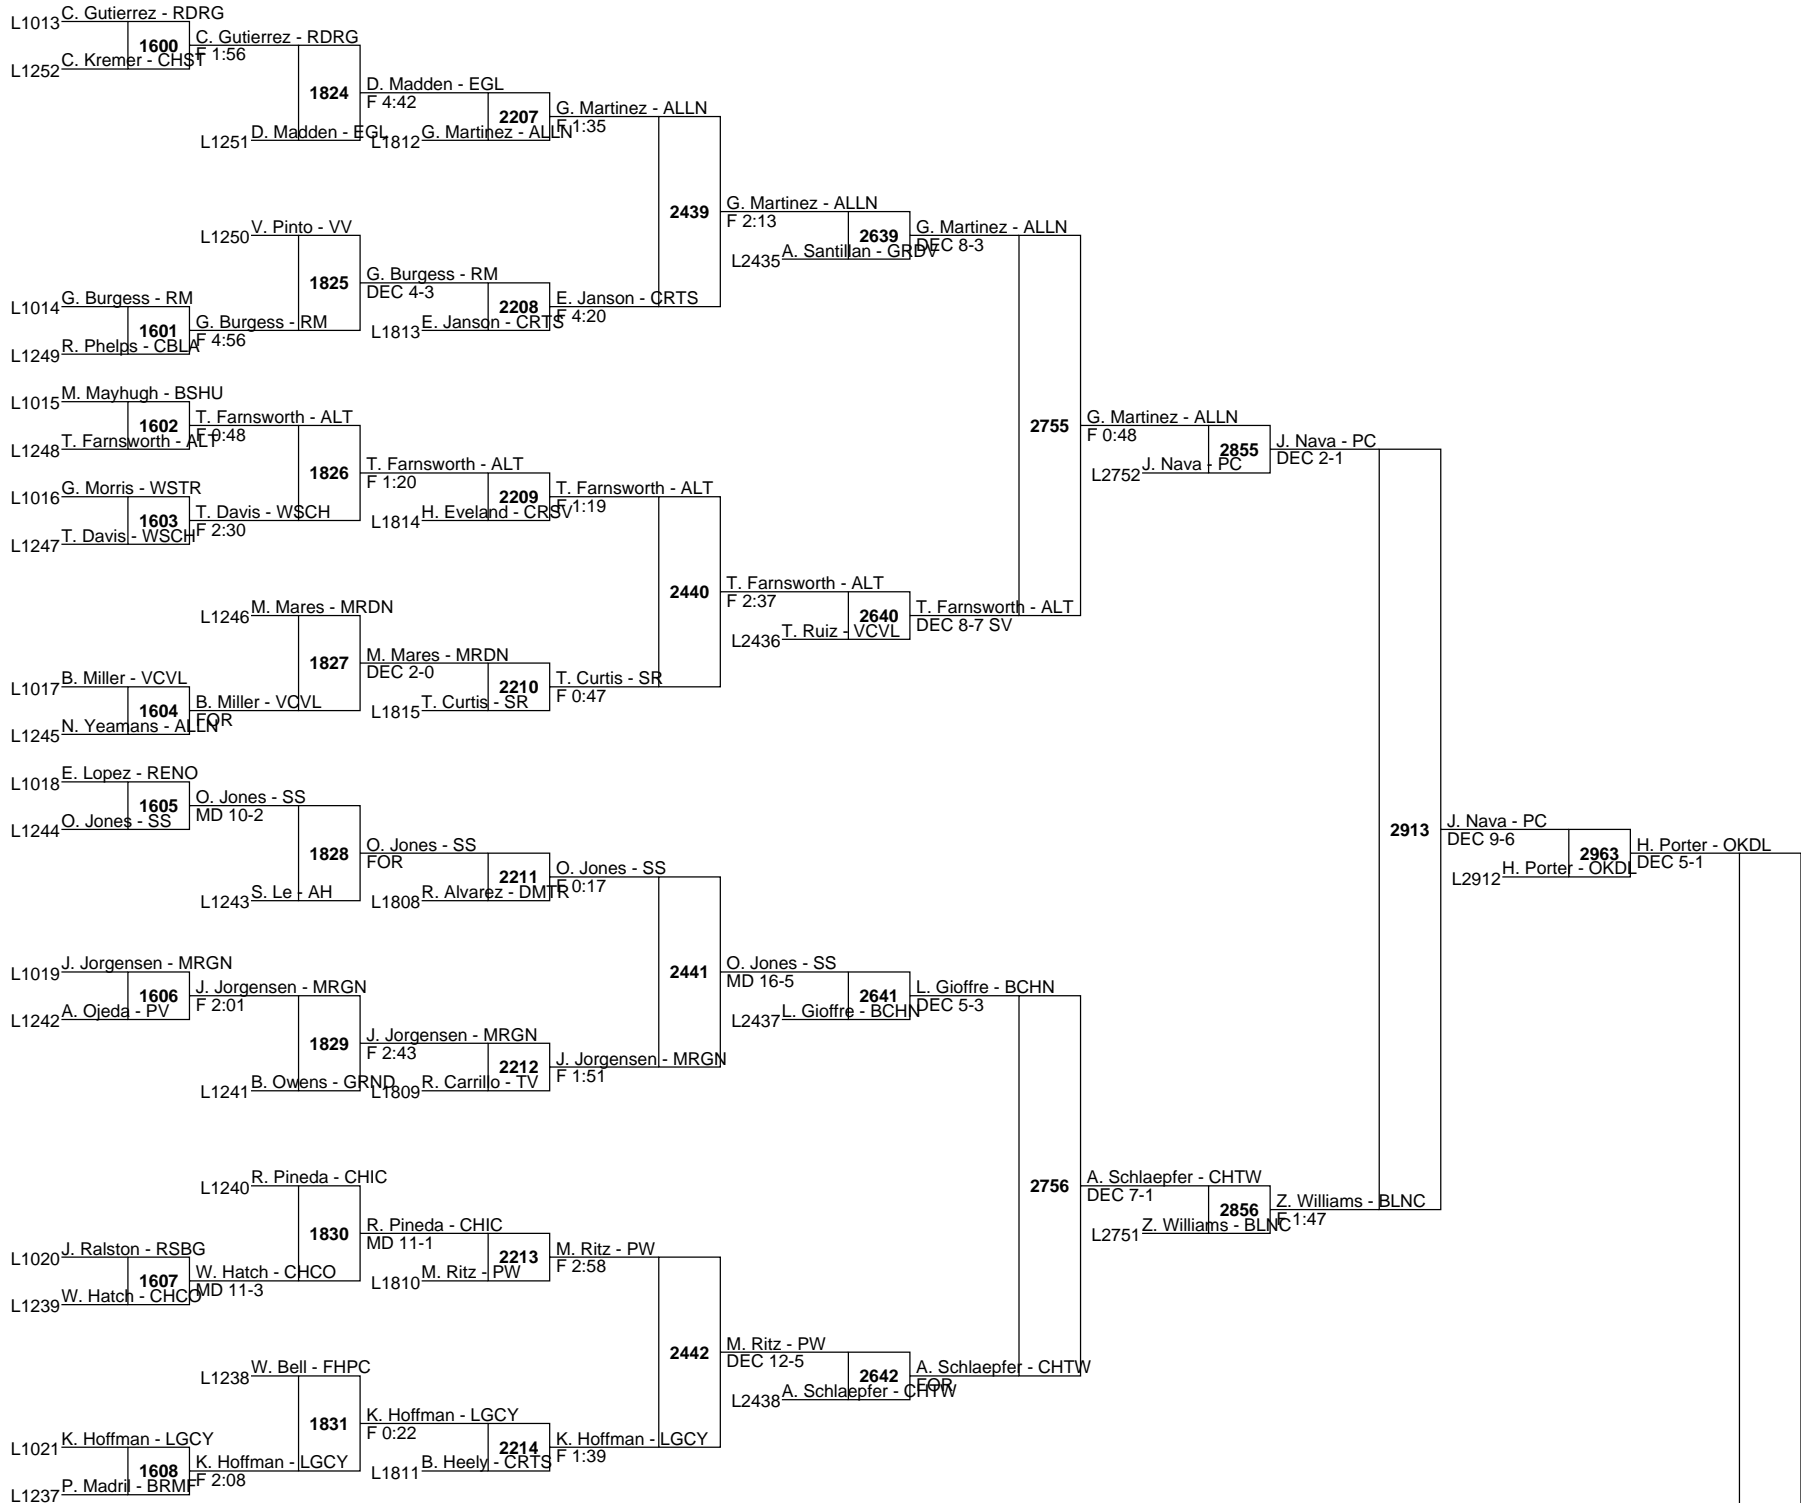 L1013 C. Gutierrez - RDRG
1600 C. Gutierrez - RDRG
F 1:56
L1252 C. Kremer - CHST
1824 D. Madden - EGL
F 4:42
L1251 D. Madden - EGL
2207 G. Martinez - ALLN
F 1:35
L1812 G. Martinez - ALLN
2439 G. Martinez - ALLN
F 2:13
L1250 V. Pinto - VV
1825 G. Burgess - RM
DEC 4-3
L1014 G. Burgess - RM
1601 G. Burgess - RM
F 4:56
L1249 R. Phelps - CBLA
2208 E. Janson - CRTS
F 4:20
L1813 E. Janson - CRTS
2639 G. Martinez - ALLN
DEC 8-3
L2435 A. Santillan - GRDV
L1015 M. Mayhugh - BSHU
1602 T. Farnsworth - ALT
F 0:48
L1248 T. Farnsworth - ALT
1826 T. Farnsworth - ALT
F 1:20
L1016 G. Morris - WSTR
1603 T. Davis - WSCH
F 2:30
L1247 T. Davis - WSCH
2209 T. Farnsworth - ALT
F 1:19
L1814 H. Eveland - CRSV
2755 G. Martinez - ALLN
F 0:48
2855 J. Nava - PC
DEC 2-1
L2752 J. Nava - PC
2440 T. Farnsworth - ALT
F 2:37
2640 T. Farnsworth - ALT
DEC 8-7 SV
L2436 T. Ruiz - VCVL
L1246 M. Mares - MRDN
1827 M. Mares - MRDN
DEC 2-0
L1017 B. Miller - VCVL
1604 B. Miller - VCVL
FOR
L1245 N. Yeamans - ALLN
2210 T. Curtis - SR
F 0:47
L1815 T. Curtis - SR
L1018 E. Lopez - RENO
1605 O. Jones - SS
MD 10-2
L1244 O. Jones - SS
1828 O. Jones - SS
FOR
L1243 S. Le - AH
2211 O. Jones - SS
F 0:17
L1808 R. Alvarez - DMTR
2913 J. Nava - PC
DEC 9-6
2963 H. Porter - OKDL
DEC 5-1
L2912 H. Porter - OKDL
L1019 J. Jorgensen - MRGN
1606 J. Jorgensen - MRGN
F 2:01
L1242 A. Ojeda - PV
1829 J. Jorgensen - MRGN
F 2:43
L1241 B. Owens - GRND
2212 J. Jorgensen - MRGN
F 1:51
L1809 R. Carrillo - TV
2441 O. Jones - SS
MD 16-5
2641 L. Gioffre - BCHN
DEC 5-3
L2437 L. Gioffre - BCHN
L1240 R. Pineda - CHIC
1830 R. Pineda - CHIC
MD 11-1
L1020 J. Ralston - RSBG
1607 W. Hatch - CHCO
MD 11-3
L1239 W. Hatch - CHCO
2213 M. Ritz - PW
F 2:58
L1810 M. Ritz - PW
2756 A. Schlaepfer - CHTW
DEC 7-1
2856 Z. Williams - BLNC
F 1:47
L2751 Z. Williams - BLNC
2442 M. Ritz - PW
DEC 12-5
2642 A. Schlaepfer - CHTW
FOR
L2438 A. Schlaepfer - CHTW
L1238 W. Bell - FHPC
1831 K. Hoffman - LGCY
F 0:22
L1021 K. Hoffman - LGCY
1608 K. Hoffman - LGCY
F 2:08
L1237 P. Madril - BRMF
2214 K. Hoffman - LGCY
F 1:39
L1811 B. Heely - CRTS